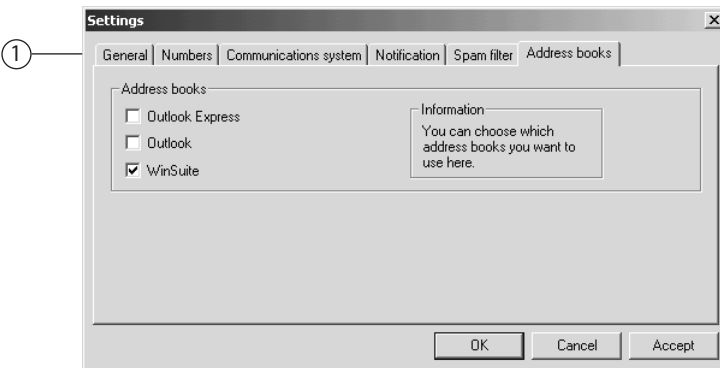 Settings
1
General Numbers Communications system Notification Spam filter Address books
Address books
Outlook Express
Outlook
WinSuite
Information
You can choose which
address books you want to
use here.
OK Cancel Accept